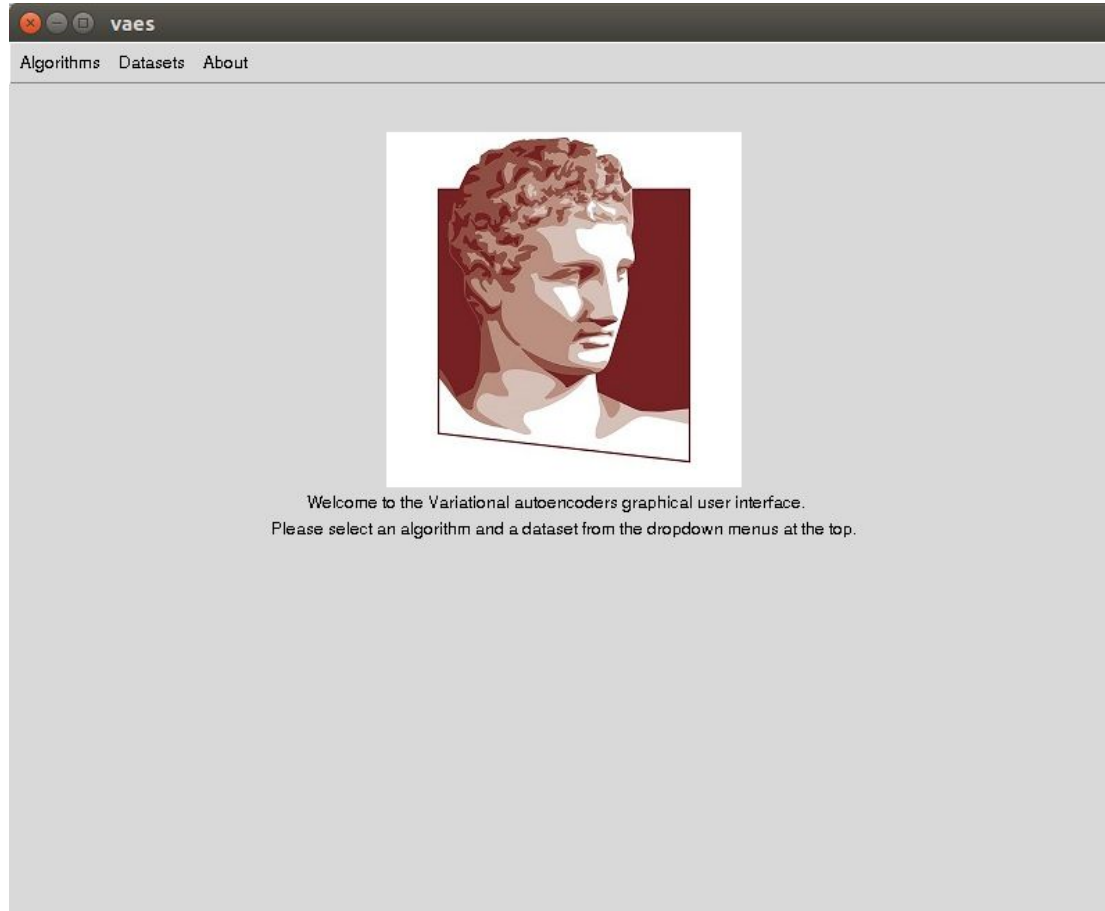 vaes
Algorithms Datasets About
Welcome to the Variational autoencoders graphical user interface.
Please select an algorithm and a dataset from the dropdown menus at the top.